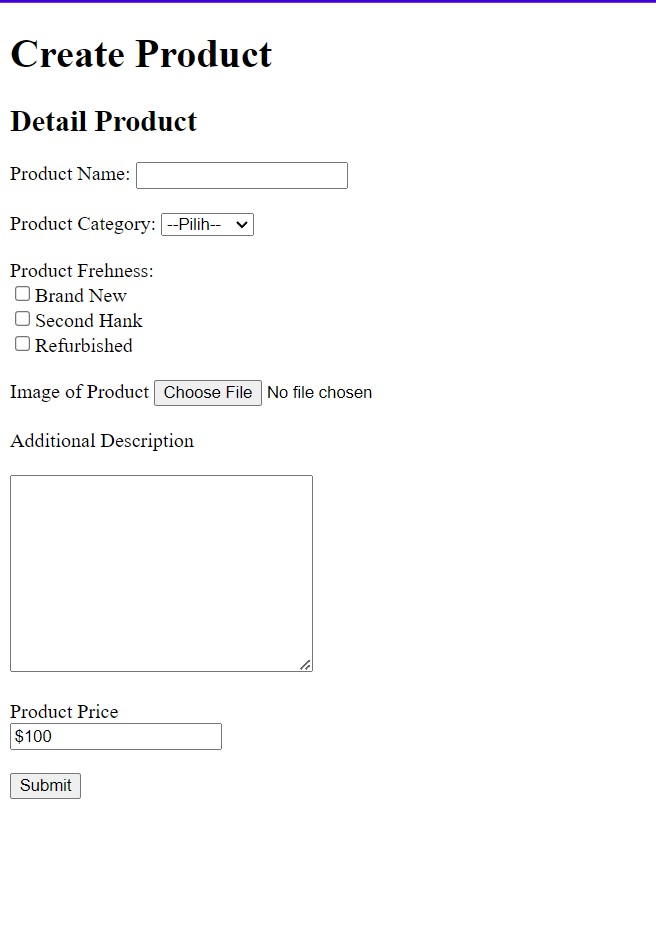 Create Product
Detail Product
Product Name:
Product Category: --Pilih--
Product Frehness:
Brand New
Second Hank
Refurbished
Image of Product Choose File No file chosen
Additional Description
Product Price
$100
Submit